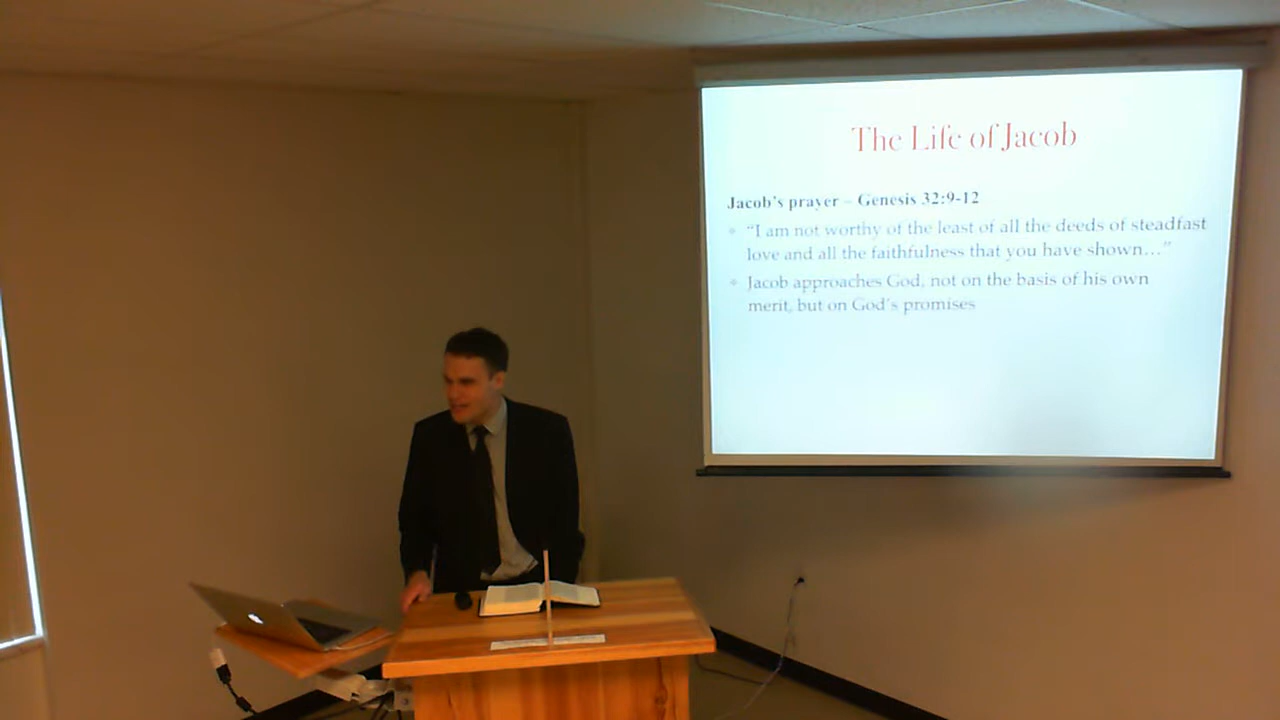 The Life of Jacob
Jacob's prayer – Genesis 32:9-12
“I am not worthy of the least of all the deeds of steadfast
love and all the faithfulness that you have shown…”
Jacob approaches God, not on the basis of his own
merit, but on God's promises